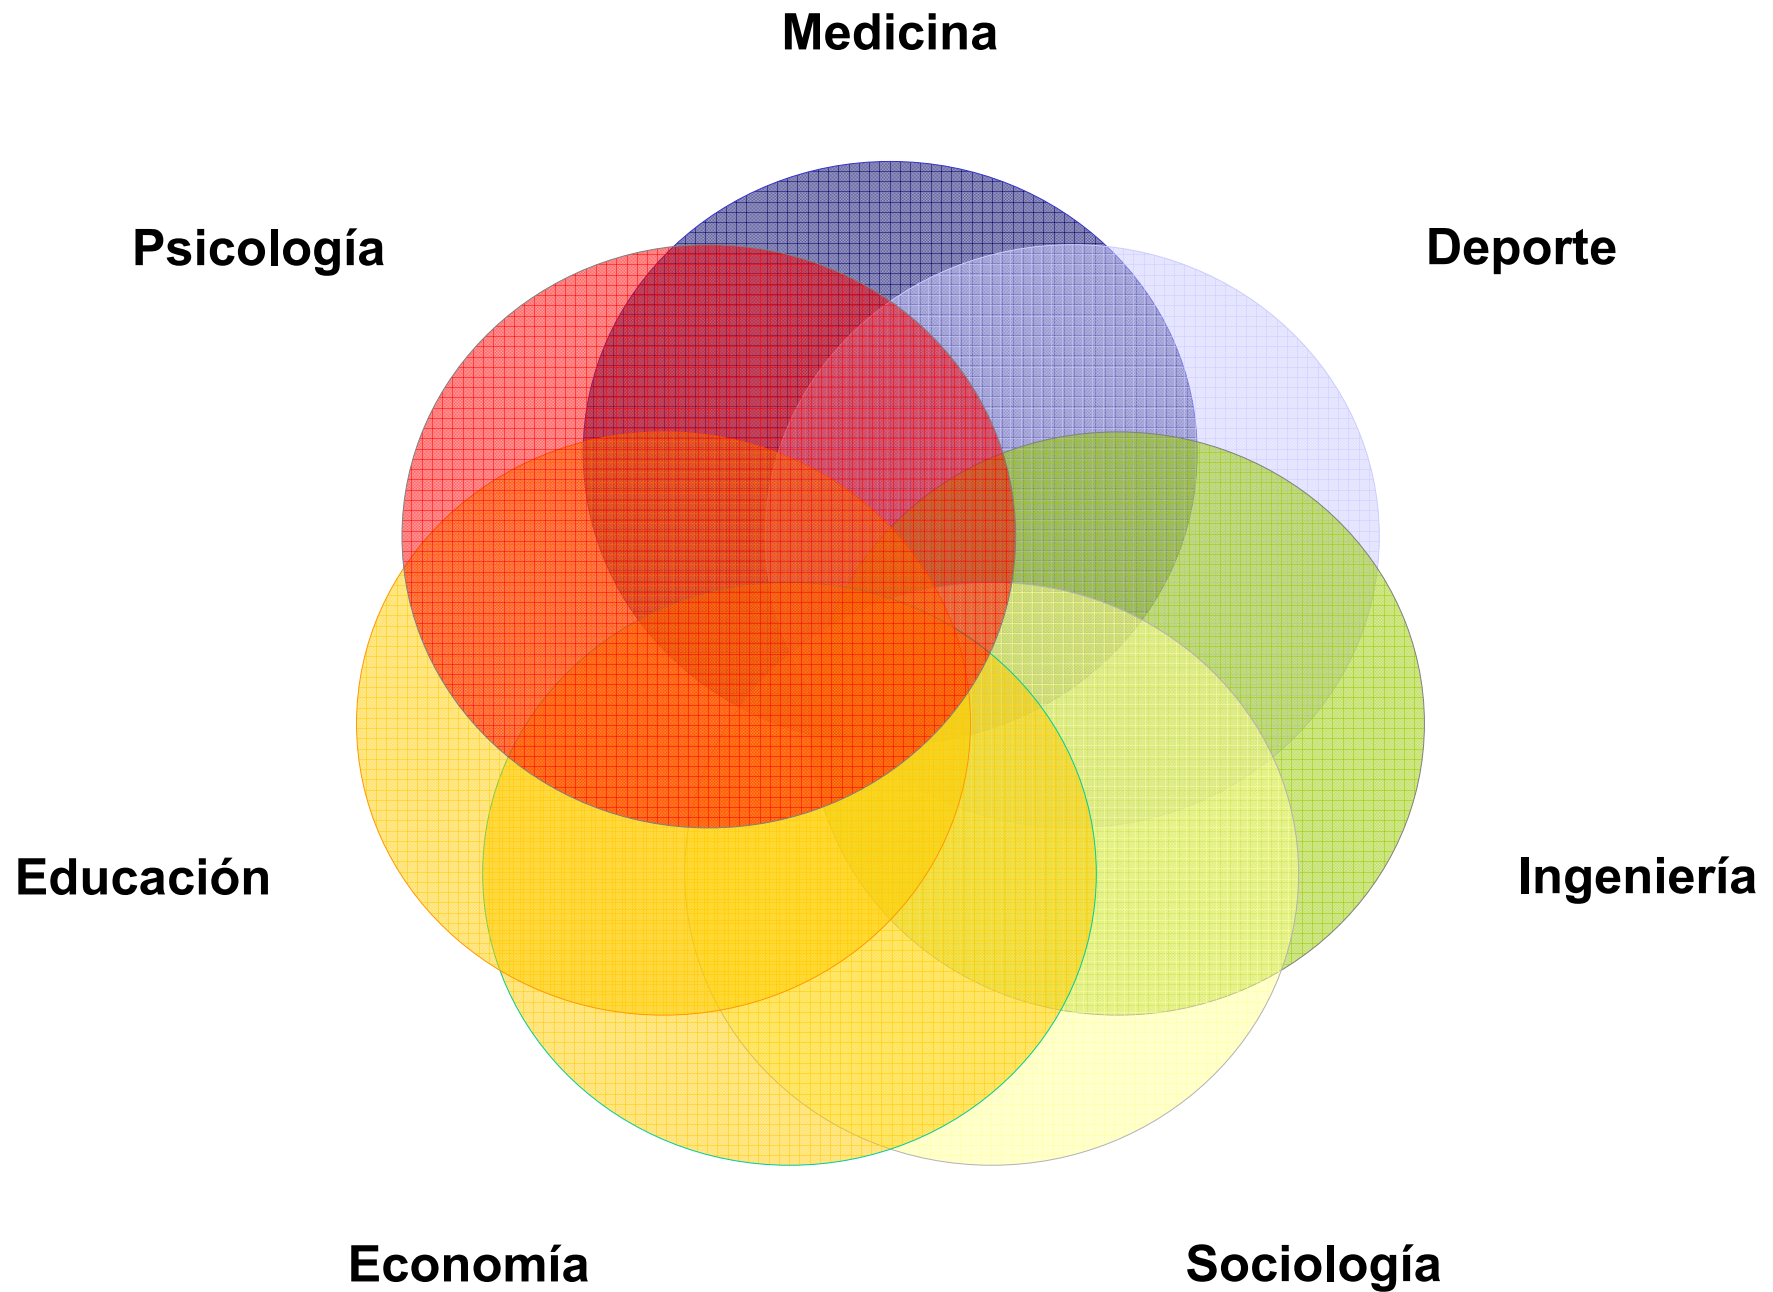 Medicina
Psicología
Deporte
Educación
Ingeniería
Economía
Sociología